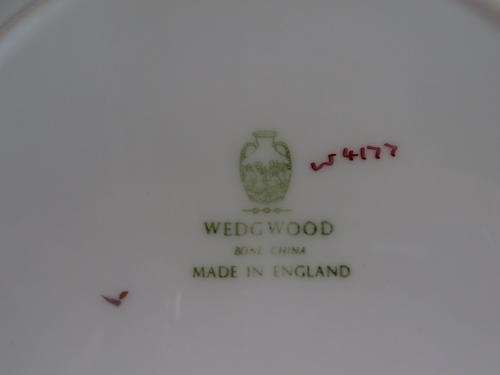 W4177
WEDGWOOD
BONE CHINA
MADE IN ENGLAND